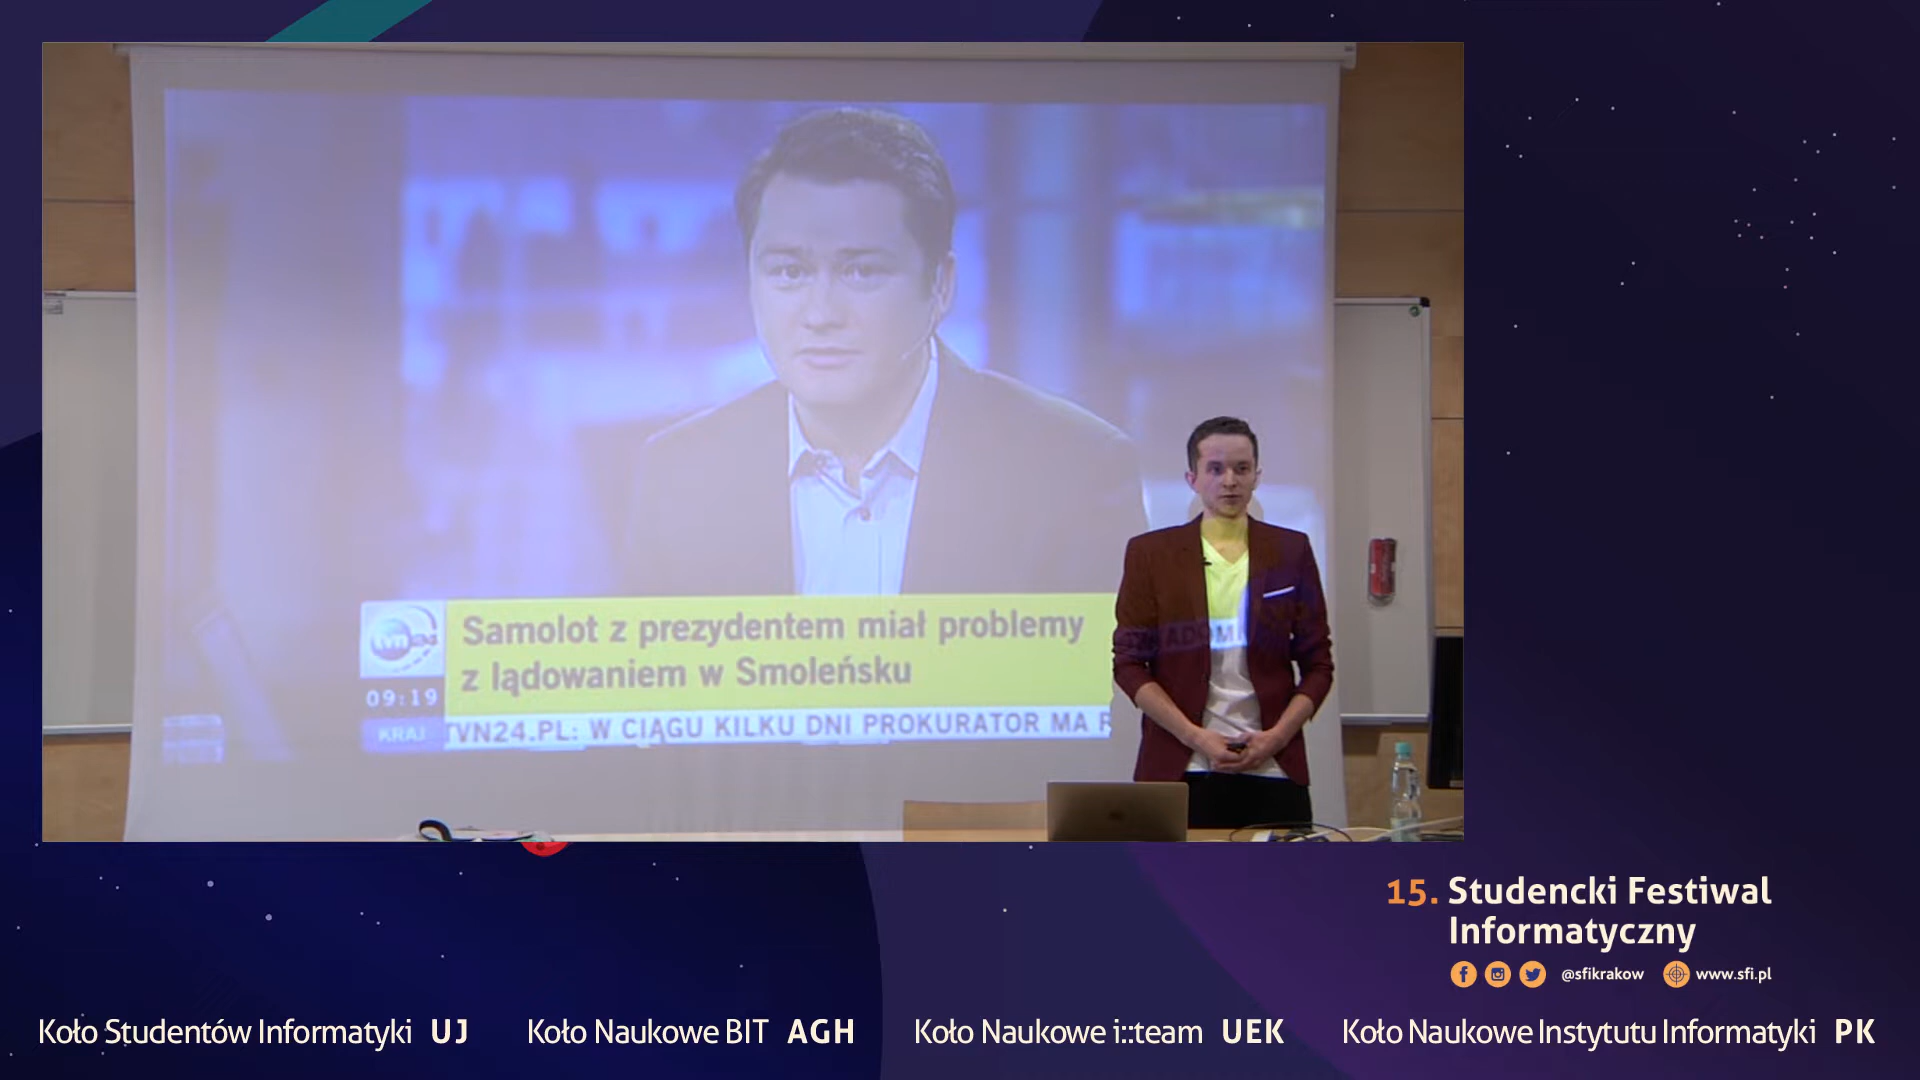 Samolot z prezydentem miał problemy
z lądowaniem w Smoleńsku
tvn24
09:19
KRAJ
TVN24.PL: W CIĄGU KILKU DNI PROKURATOR MA
15. Studencki Festiwal
Informatyczny
@sfikrakow www.sfi.pl
Koło Studentów Informatyki UJ Koło Naukowe BIT AGH Koło Naukowe i::team UEK Koło Naukowe Instytutu Informatyki PK